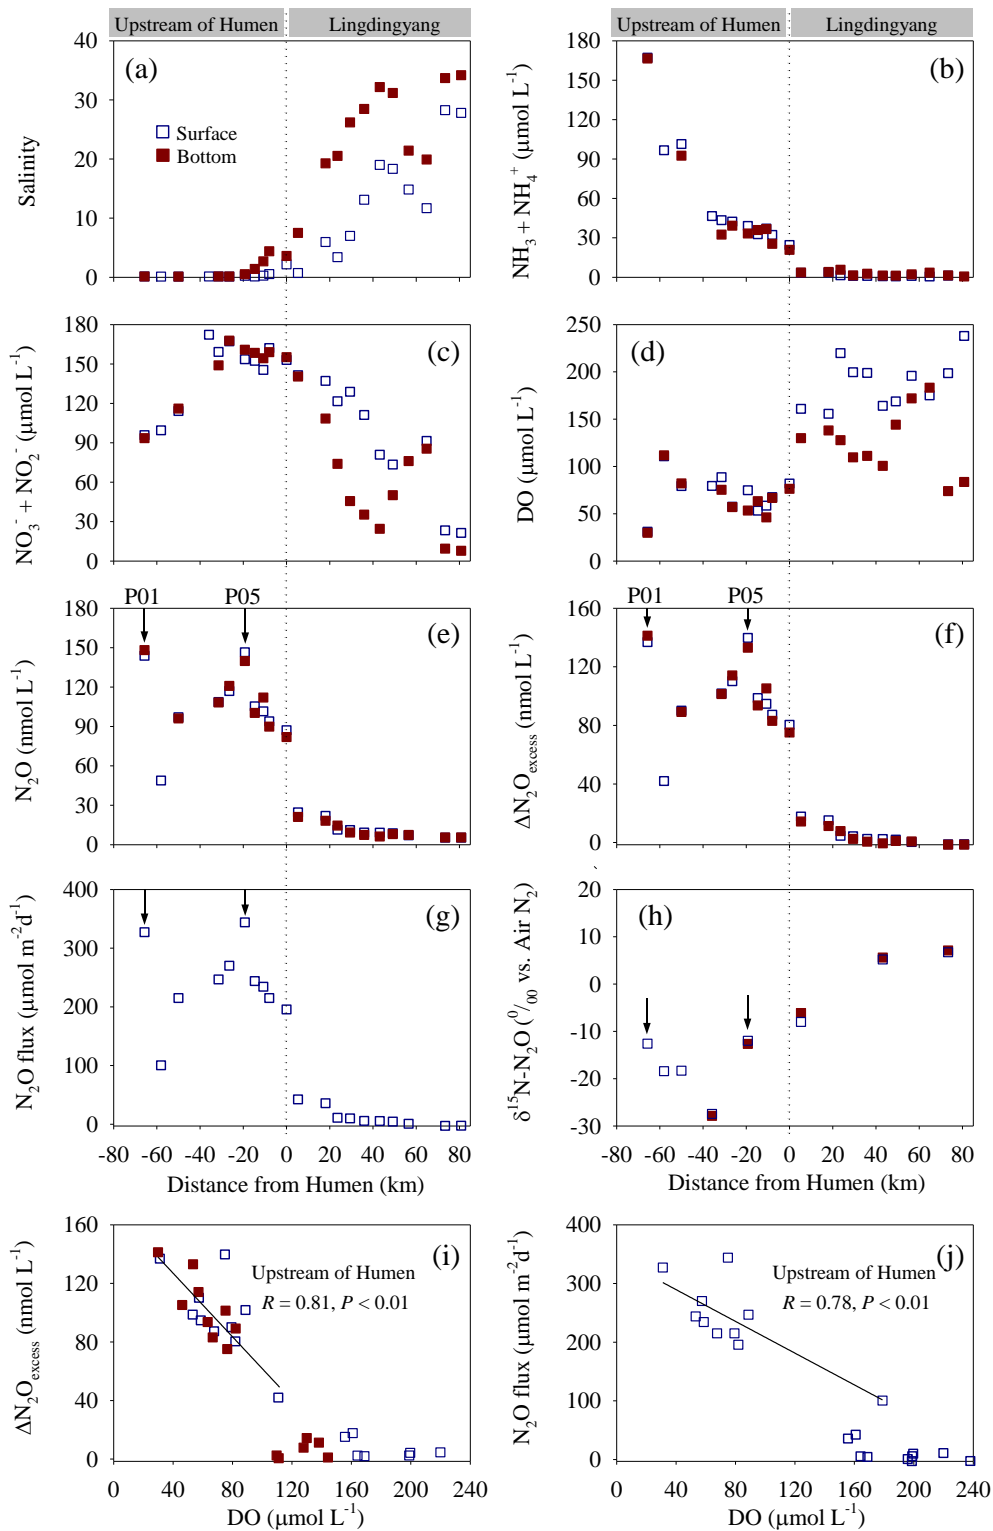 Upstream of Humen Lingdingyang Upstream of Humen Lingdingyang
(a)
Salinity
40
30
20
10
0
Surface
Bottom
(b)
NH₃ + NH₄⁺ (μmol L⁻¹)
180
150
120
90
60
30
0
(c)
NO₃⁻ + NO₂⁻ (μmol L⁻¹)
180
150
120
90
60
30
0
(d)
DO (μmol L⁻¹)
250
200
150
100
50
0
P01 P05
(e)
N₂O (nmol L⁻¹)
180
150
120
90
60
30
0
P01 P05
(f)
ΔN₂Oexcess (nmol L⁻¹)
160
120
80
40
0
(g)
N₂O flux (μmol m⁻²d⁻¹)
400
300
200
100
0
-80 -60 -40 -20 0 20 40 60 80
Distance from Humen (km)
(h)
δ¹⁵N-N₂O (⁰/₀₀ vs. Air N₂)
20
10
0
-10
-20
-30
-80 -60 -40 -20 0 20 40 60 80
Distance from Humen (km)
(i)
Upstream of Humen
R = 0.81, P < 0.01
ΔN₂Oexcess (nmol L⁻¹)
160
120
80
40
0
0 40 80 120 160 200 240
DO (μmol L⁻¹)
(j)
Upstream of Humen
R = 0.78, P < 0.01
N₂O flux (μmol m⁻²d⁻¹)
400
300
200
100
0
0 40 80 120 160 200 240
DO (μmol L⁻¹)